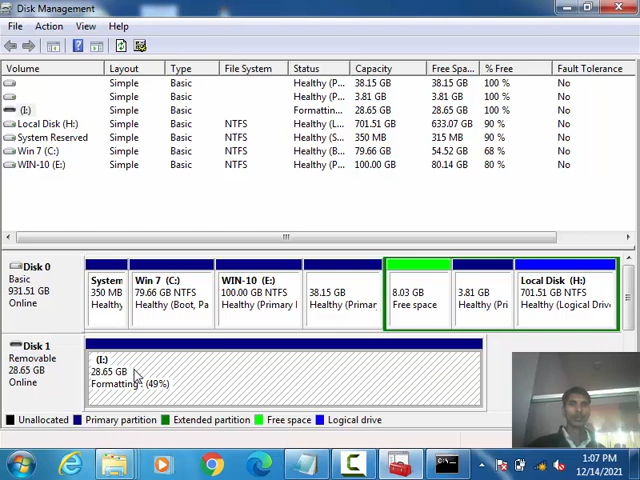 Disk Management
File Action View Help
Volume Layout Type File System Status Capacity Free Spa... % Free Fault Tolerance
Simple Basic Healthy (P... 38.15 GB 38.15 GB 100 % No
Simple Basic Healthy (P... 3.81 GB 3.81 GB 100 % No
(I:) Simple Basic Formattin... 28.65 GB 28.65 GB 100 % No
Local Disk (H:) Simple Basic NTFS Healthy (L... 701.51 GB 633.07 GB 90 % No
System Reserved Simple Basic NTFS Healthy (S... 350 MB 315 MB 90 % No
Win 7 (C:) Simple Basic NTFS Healthy (B... 79.66 GB 54.52 GB 68 % No
WIN-10 (E:) Simple Basic NTFS Healthy (P... 100.00 GB 80.14 GB 80 % No
Disk 0
Basic
931.51 GB
Online
System
350 MB
Healthy
Win 7 (C:)
79.66 GB NTFS
Healthy (Boot, Pa
WIN-10 (E:)
100.00 GB NTFS
Healthy (Primary I
38.15 GB
Healthy (Primar
8.03 GB
Free space
3.81 GB
Healthy (Pri
Local Disk (H:)
701.51 GB NTFS
Healthy (Logical Drive
Disk 1
Removable
28.65 GB
Online
(I:)
28.65 GB
Formatting : (49%)
Unallocated Primary partition Extended partition Free space Logical drive
1:07 PM
12/14/2021